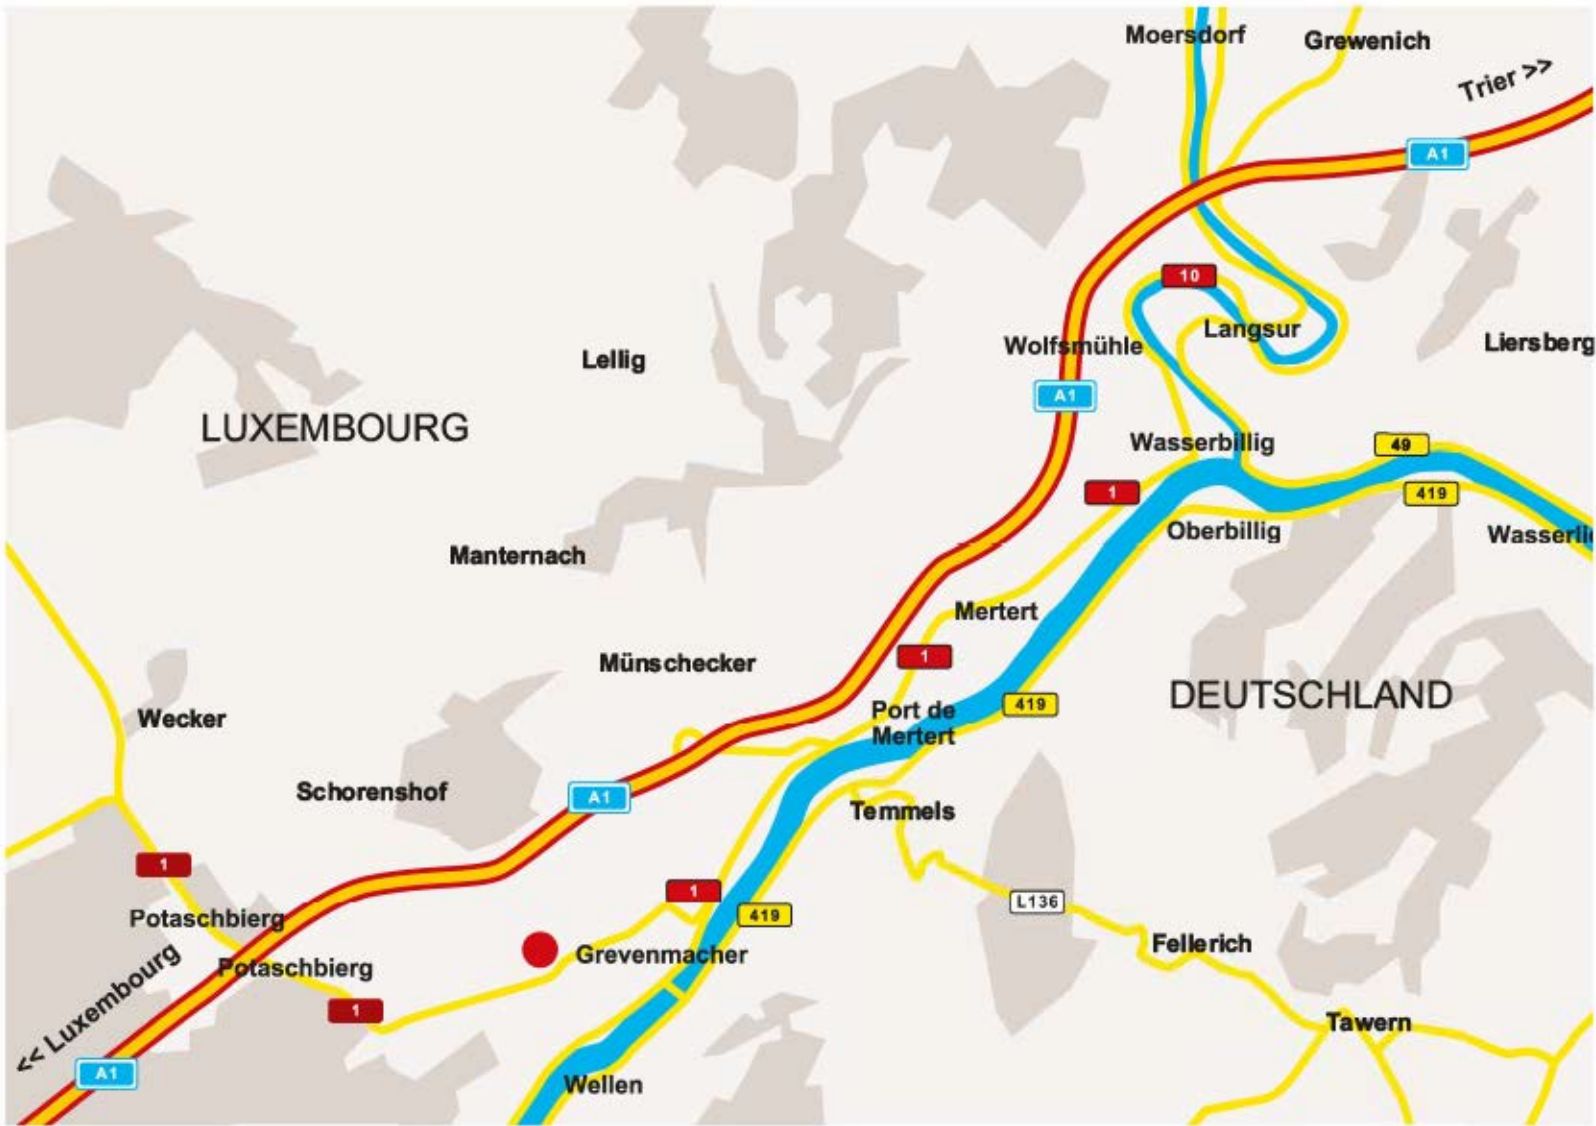 Moersdorf
Grewenich
Trier >>
A1
10
Langsur
Wolfsmühle
Liersberg
Lellig
A1
LUXEMBOURG
Wasserbillig
49
1
419
Oberbillig
Manternach
Mertert
Münschecker
1
DEUTSCHLAND
Port de
Mertert
419
Wecker
Schorenshof
A1
Temmels
1
1
L136
419
Potaschbierg
Fellerich
Grevenmacher
Potaschbierg
<< Luxembourg
1
Tawern
A1
Wellen